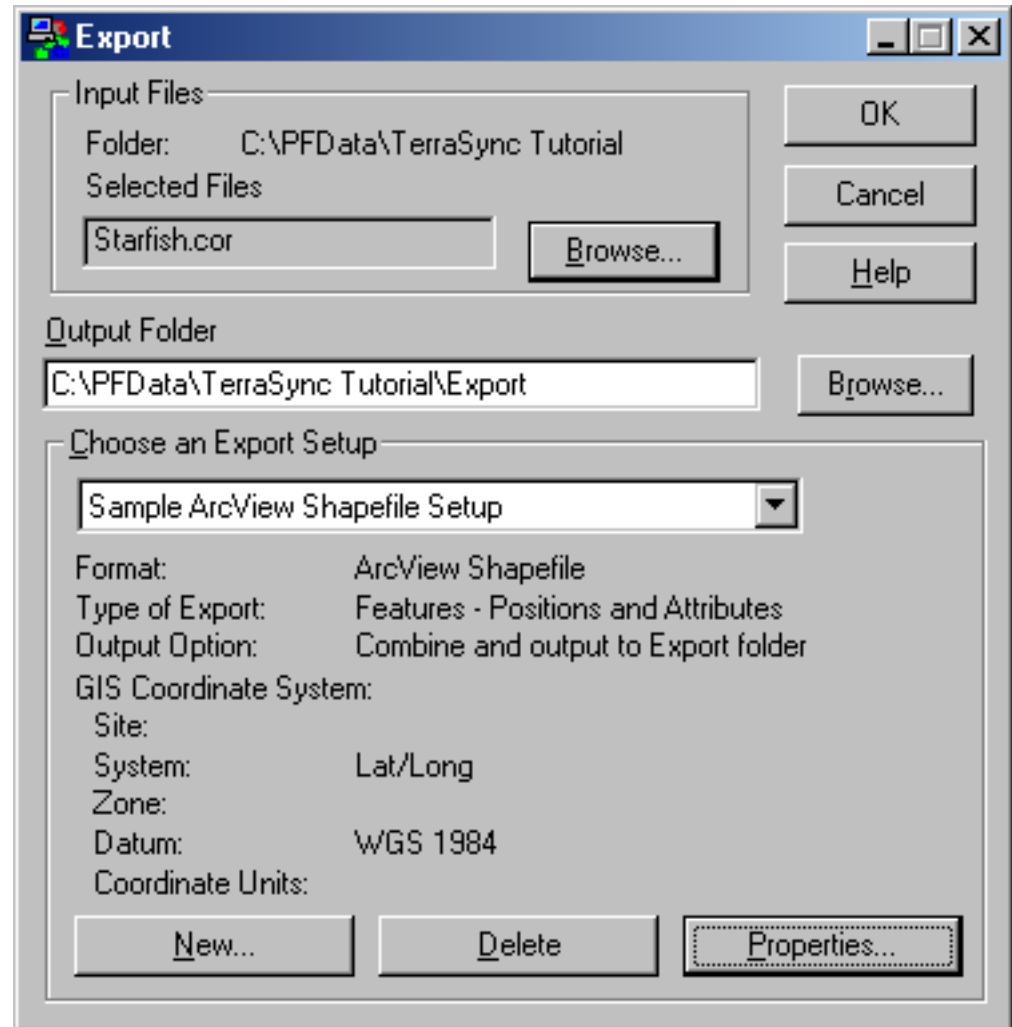 Export
Input Files
OK
Folder: C:\PFData\TerraSync Tutorial
Selected Files
Cancel
Starfish.cor
Browse...
Help
Output Folder
C:\PFData\TerraSync Tutorial\Export
Browse...
Choose an Export Setup
Sample ArcView Shapefile Setup
Format: ArcView Shapefile
Type of Export: Features - Positions and Attributes
Output Option: Combine and output to Export folder
GIS Coordinate System:
Site:
System: Lat/Long
Zone:
Datum: WGS 1984
Coordinate Units:
New... Delete Properties...